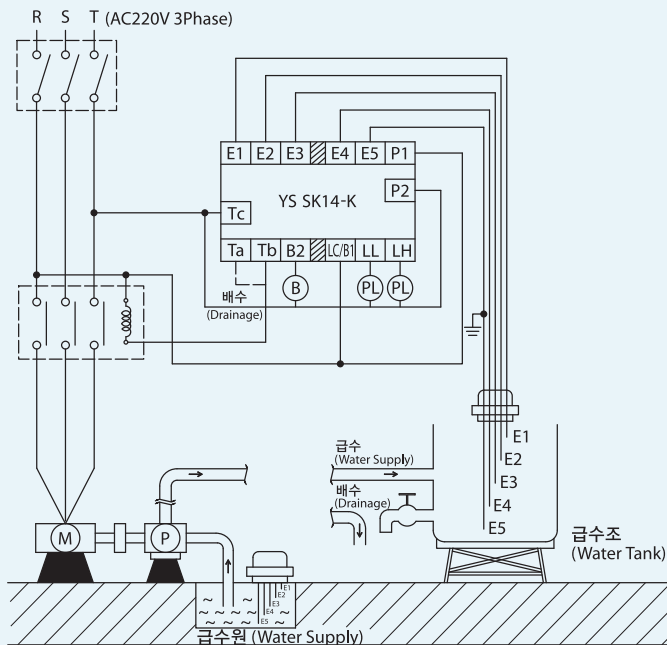 R S T (AC220V 3Phase)
E1 E2 E3 E4 E5 P1
P2
YS SK14-K
Tc
Ta Tb B2 LC/B1 LL LH
배수
(Drainage)
B PL PL
E1
E2
E3
E4
E5
급수
(Water Supply)
배수
(Drainage)
급수조
(Water Tank)
M P
E1
E2
E3
E4
E5
급수원 (Water Supply)